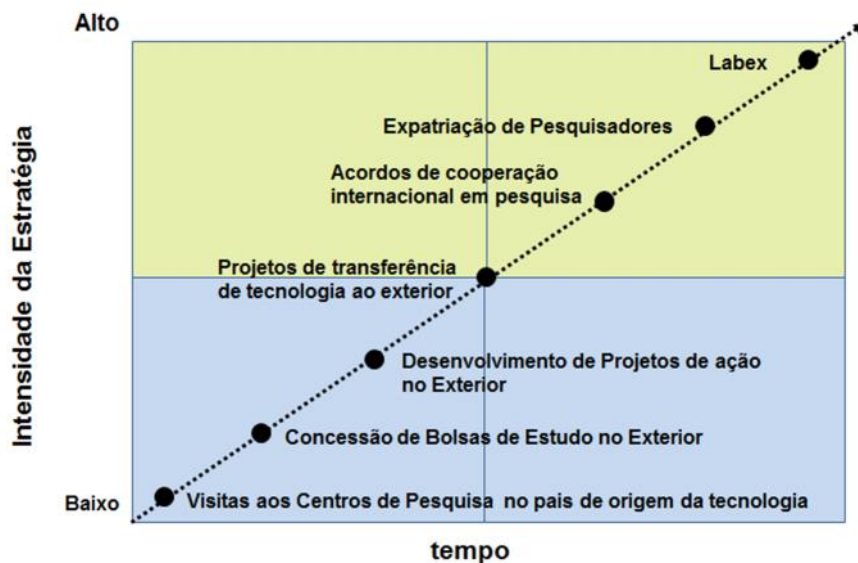 Alto
Labex
Expatriação de Pesquisadores
Acordos de cooperação
internacional em pesquisa
Projetos de transferência
de tecnologia ao exterior
Intensidade da Estratégia
Desenvolvimento de Projetos de ação
no Exterior
Concessão de Bolsas de Estudo no Exterior
Baixo
Visitas aos Centros de Pesquisa no pais de origem da tecnologia
tempo